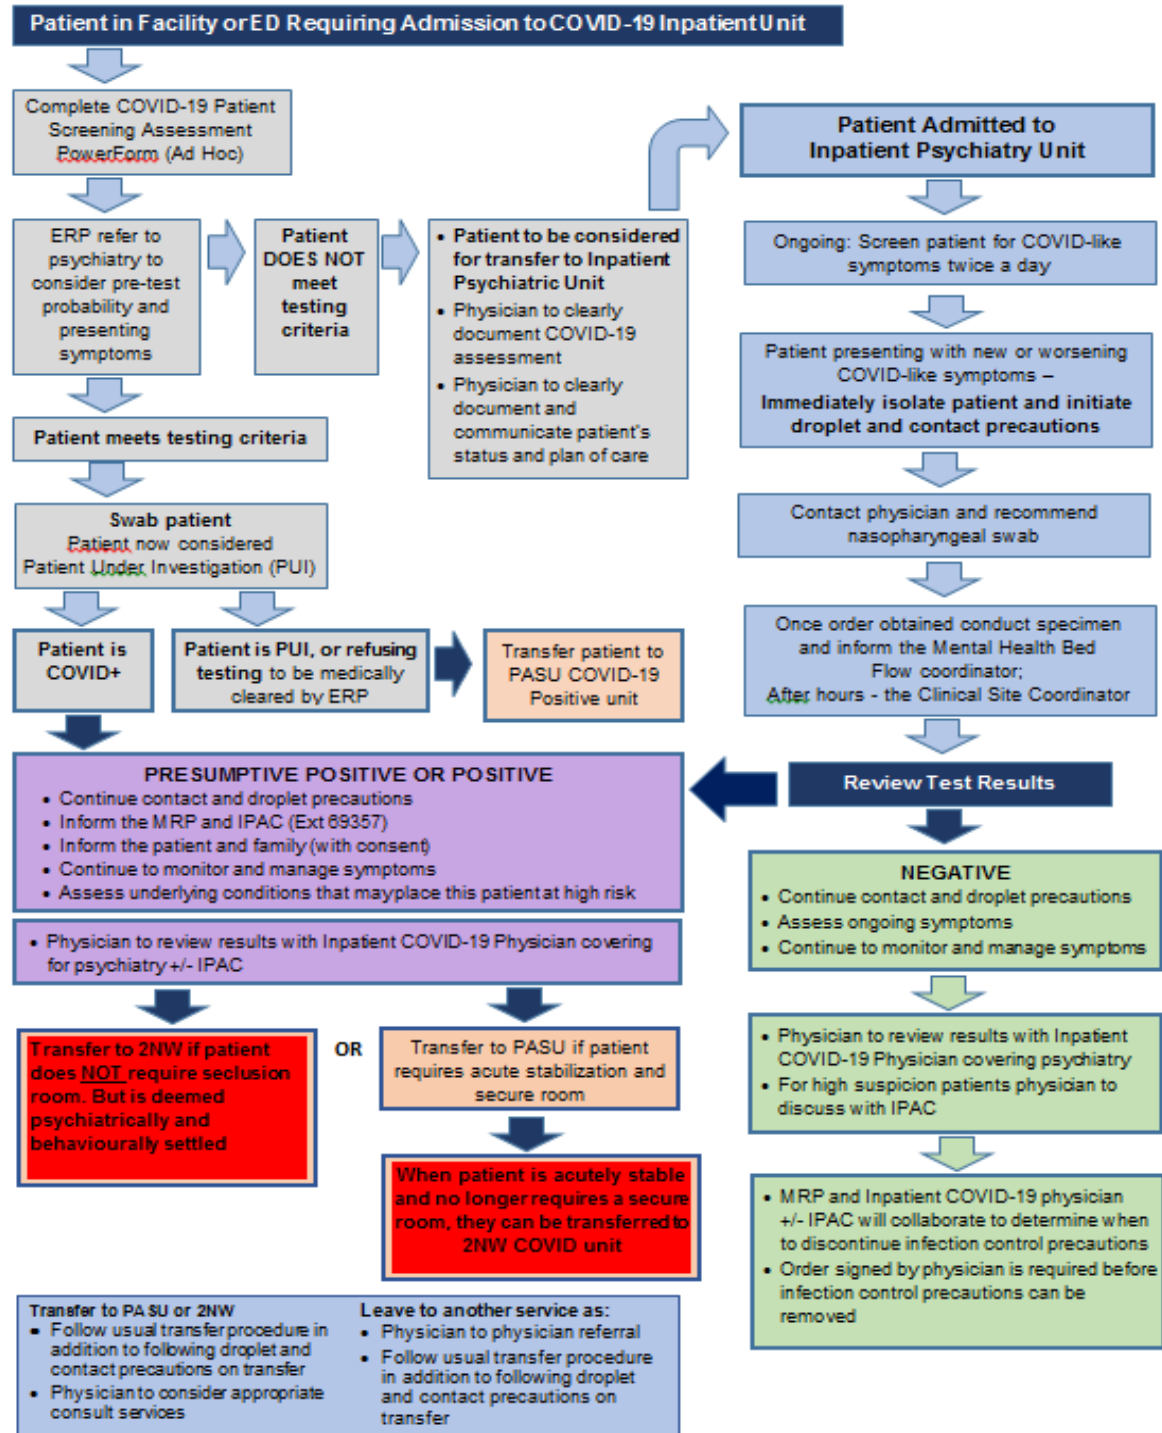 Patient in Facility or ED Requiring Admission to COVID-19 Inpatient Unit
Complete COVID-19 Patient
Screening Assessment
PowerForm (Ad Hoc)
ERP refer to
psychiatry to
consider pre-test
probability and
presenting
symptoms
Patient
DOES NOT
meet
testing
criteria
• Patient to be considered
for transfer to Inpatient
Psychiatric Unit
• Physician to clearly
document COVID-19
assessment
• Physician to clearly
document and
communicate patient's
status and plan of care
Patient meets testing criteria
Swab patient
Patient now considered
Patient Under Investigation (PUI)
Patient is
COVID+
Patient is PUI, or refusing
testing to be medically
cleared by ERP
Transfer patient to
PASU COVID-19
Positive unit
Patient Admitted to
Inpatient Psychiatry Unit
Ongoing: Screen patient for COVID-like
symptoms twice a day
Patient presenting with new or worsening
COVID-like symptoms –
Immediately isolate patient and initiate
droplet and contact precautions
Contact physician and recommend
nasopharyngeal swab
Once order obtained conduct specimen
and inform the Mental Health Bed
Flow coordinator;
After hours - the Clinical Site Coordinator
Review Test Results
PRESUMPTIVE POSITIVE OR POSITIVE
• Continue contact and droplet precautions
• Inform the MRP and IPAC (Ext 69357)
• Inform the patient and family (with consent)
• Continue to monitor and manage symptoms
• Assess underlying conditions that may place this patient at high risk
• Physician to review results with Inpatient COVID-19 Physician covering
for psychiatry +/- IPAC
Transfer to 2NW if patient
does NOT require seclusion
room. But is deemed
psychiatrically and
behaviourally settled
OR
Transfer to PASU if patient
requires acute stabilization and
secure room
When patient is acutely stable
and no longer requires a secure
room, they can be transferred to
2NW COVID unit
NEGATIVE
• Continue contact and droplet precautions
• Assess ongoing symptoms
• Continue to monitor and manage symptoms
• Physician to review results with Inpatient
COVID-19 Physician covering psychiatry
• For high suspicion patients physician to
discuss with IPAC
• MRP and Inpatient COVID-19 physician
+/- IPAC will collaborate to determine when
to discontinue infection control precautions
• Order signed by physician is required before
infection control precautions can be
removed
Transfer to PASU or 2NW
• Follow usual transfer procedure in
addition to following droplet and
contact precautions on transfer
• Physician to consider appropriate
consult services
Leave to another service as:
• Physician to physician referral
• Follow usual transfer procedure
in addition to following droplet
and contact precautions on
transfer